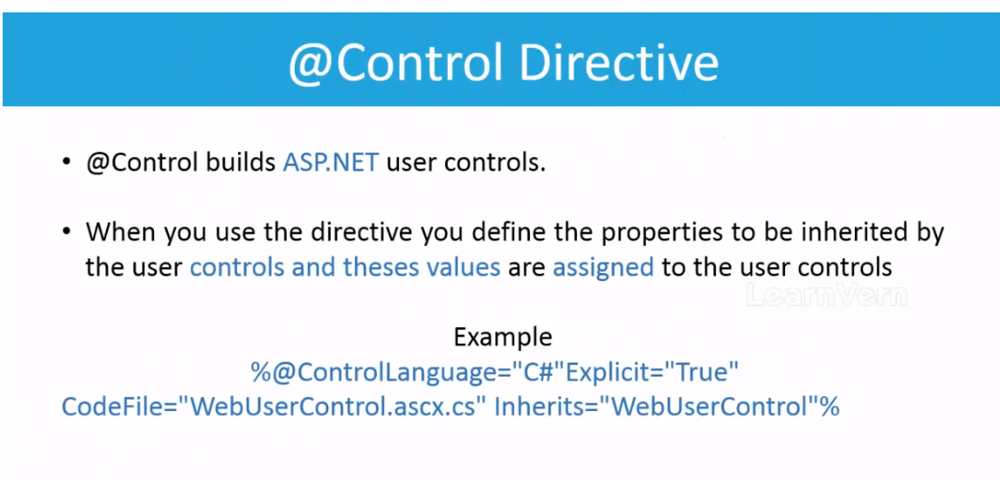 @Control Directive
• @Control builds ASP.NET user controls.
• When you use the directive you define the properties to be inherited by
the user controls and theses values are assigned to the user controls
LearnVern
Example
%@ControlLanguage="C#"Explicit="True"
CodeFile="WebUserControl.ascx.cs" Inherits="WebUserControl"%